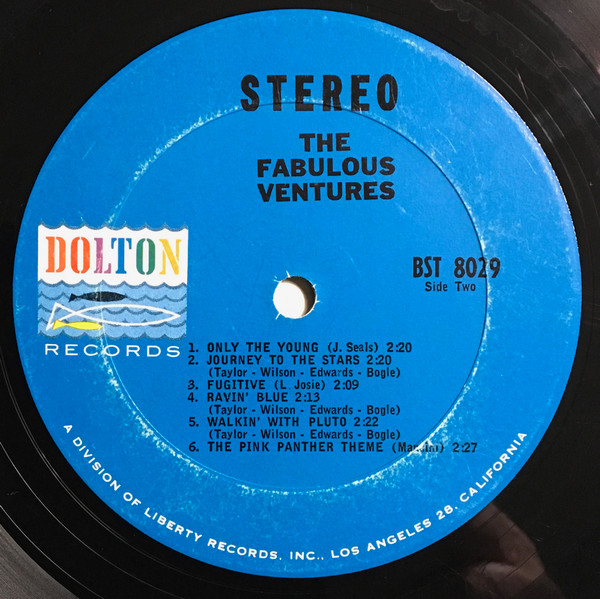 STEREO
THE
FABULOUS
VENTURES
DOLTON
RECORDS
BST 8029
Side Two
1. ONLY THE YOUNG (J. Seals) 2:20
2. JOURNEY TO THE STARS 2:20
(Taylor - Wilson - Edwards - Bogle)
3. FUGITIVE (L. Josie) 2:09
4. RAVIN' BLUE 2:13
(Taylor - Wilson - Edwards - Bogle)
5. WALKIN' WITH PLUTO 2:22
(Taylor - Wilson - Edwards - Bogle)
6. THE PINK PANTHER THEME (Mancini) 2:27
A DIVISION OF LIBERTY RECORDS, INC., LOS ANGELES 28, CALIFORNIA